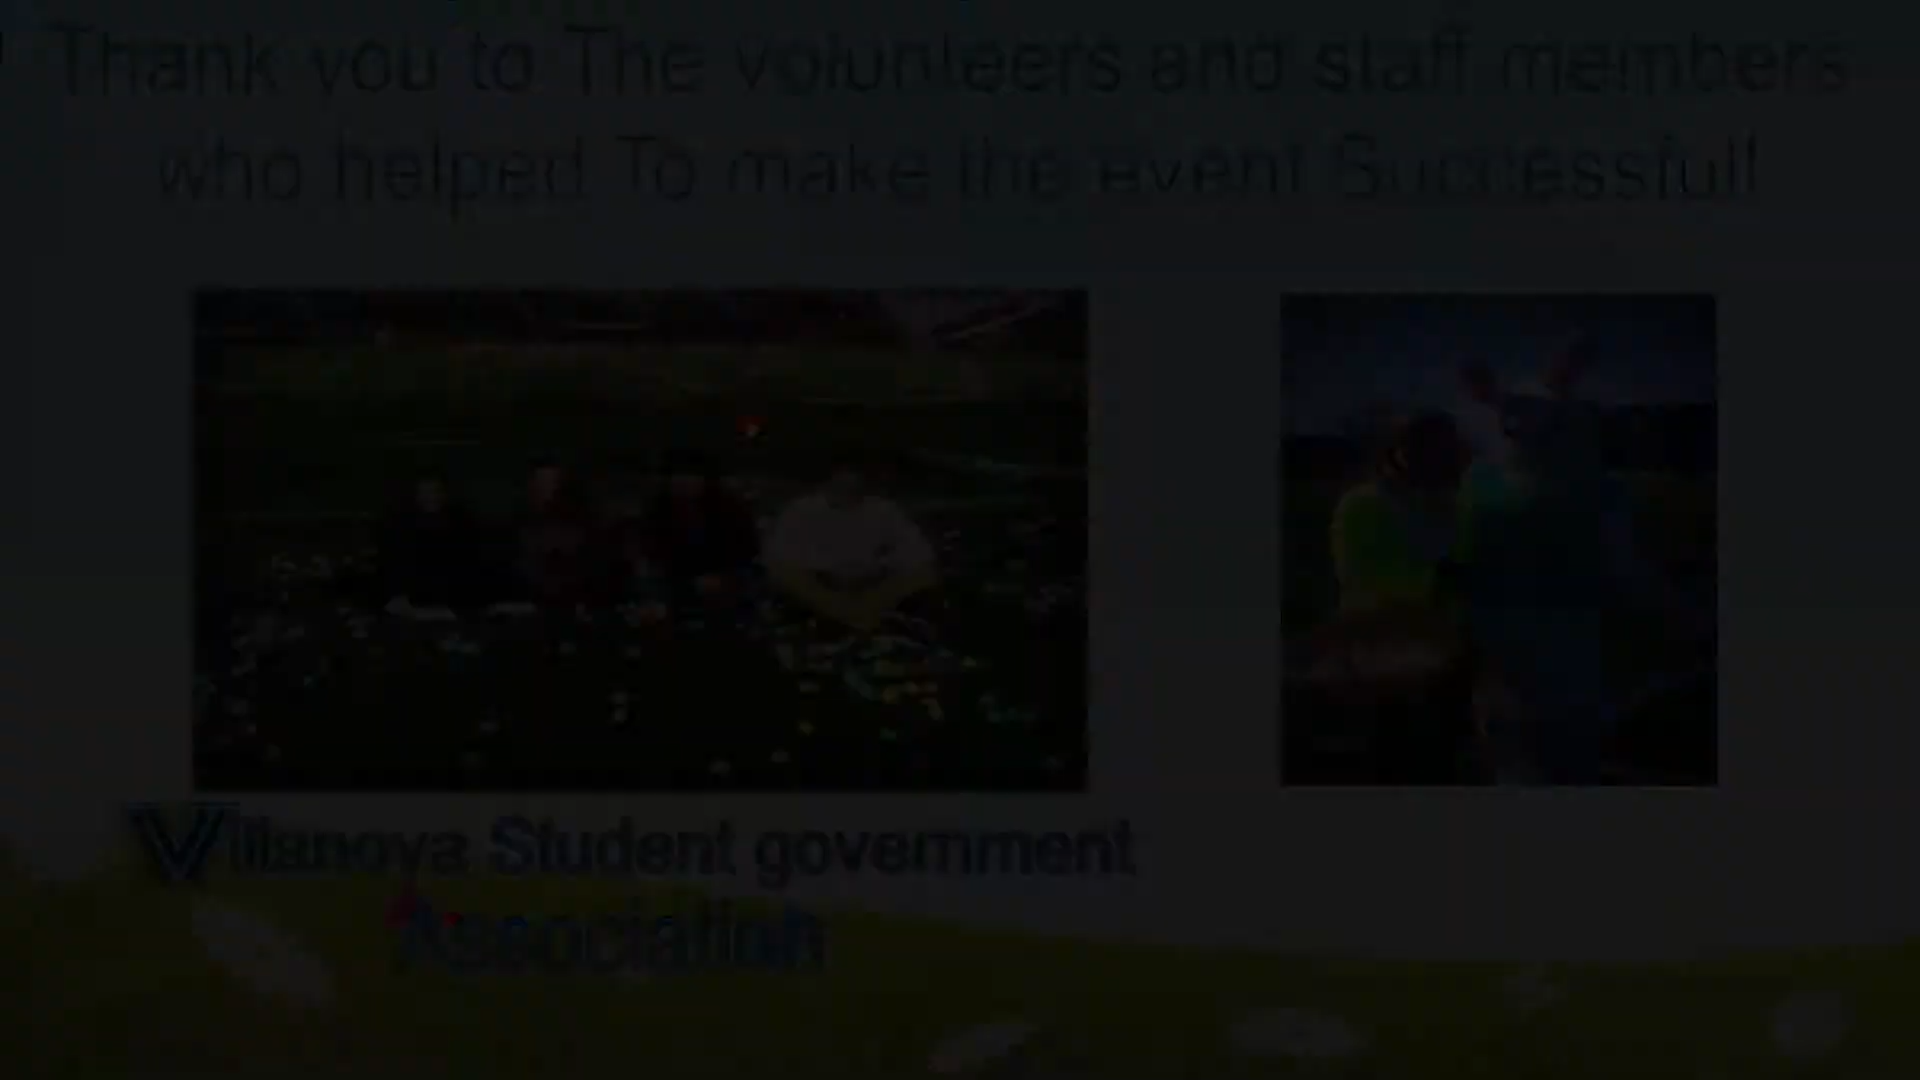 Thank you to The volunteers and staff members
who helped To make the event Successful!
Villanova Student government
Association